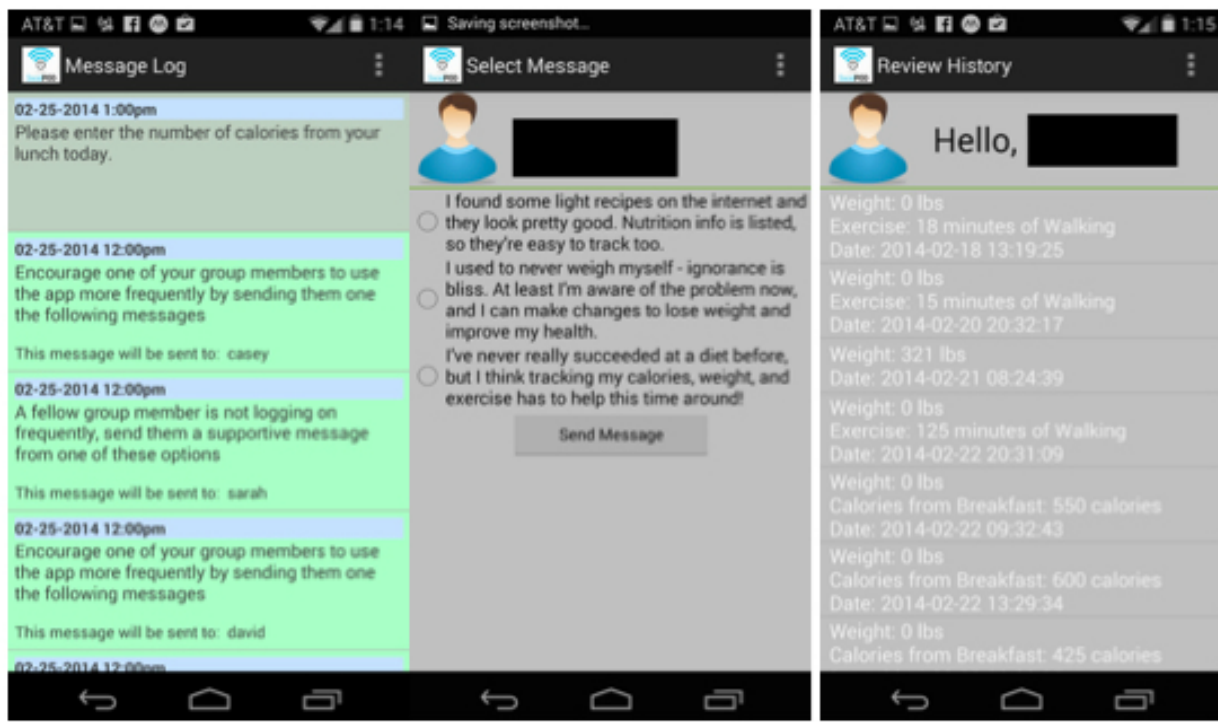 AT&T
1:14
Message Log
02-25-2014 1:00pm
Please enter the number of calories from your
lunch today.
02-25-2014 12:00pm
Encourage one of your group members to use
the app more frequently by sending them one
the following messages
This message will be sent to: casey
02-25-2014 12:00pm
A fellow group member is not logging on
frequently, send them a supportive message
from one of these options
This message will be sent to: sarah
02-25-2014 12:00pm
Encourage one of your group members to use
the app more frequently by sending them one
the following messages
This message will be sent to: david
02-25-2014 12:00pm
Saving screenshot...
Select Message
I found some light recipes on the internet and
they look pretty good. Nutrition info is listed,
so they're easy to track too.
I used to never weigh myself - ignorance is
bliss. At least I'm aware of the problem now,
and I can make changes to lose weight and
improve my health.
I've never really succeeded at a diet before,
but I think tracking my calories, weight, and
exercise has to help this time around!
Send Message
AT&T
1:15
Review History
Hello,
Weight: 0 lbs
Exercise: 18 minutes of Walking
Date: 2014-02-18 13:19:25
Weight: 0 lbs
Exercise: 15 minutes of Walking
Date: 2014-02-20 20:32:17
Weight: 321 lbs
Date: 2014-02-21 08:24:39
Weight: 0 lbs
Exercise: 125 minutes of Walking
Date: 2014-02-22 20:31:09
Weight: 0 lbs
Calories from Breakfast: 550 calories
Date: 2014-02-22 09:32:43
Weight: 0 lbs
Calories from Breakfast: 600 calories
Date: 2014-02-22 13:29:34
Weight: 0 lbs
Calories from Breakfast: 425 calories